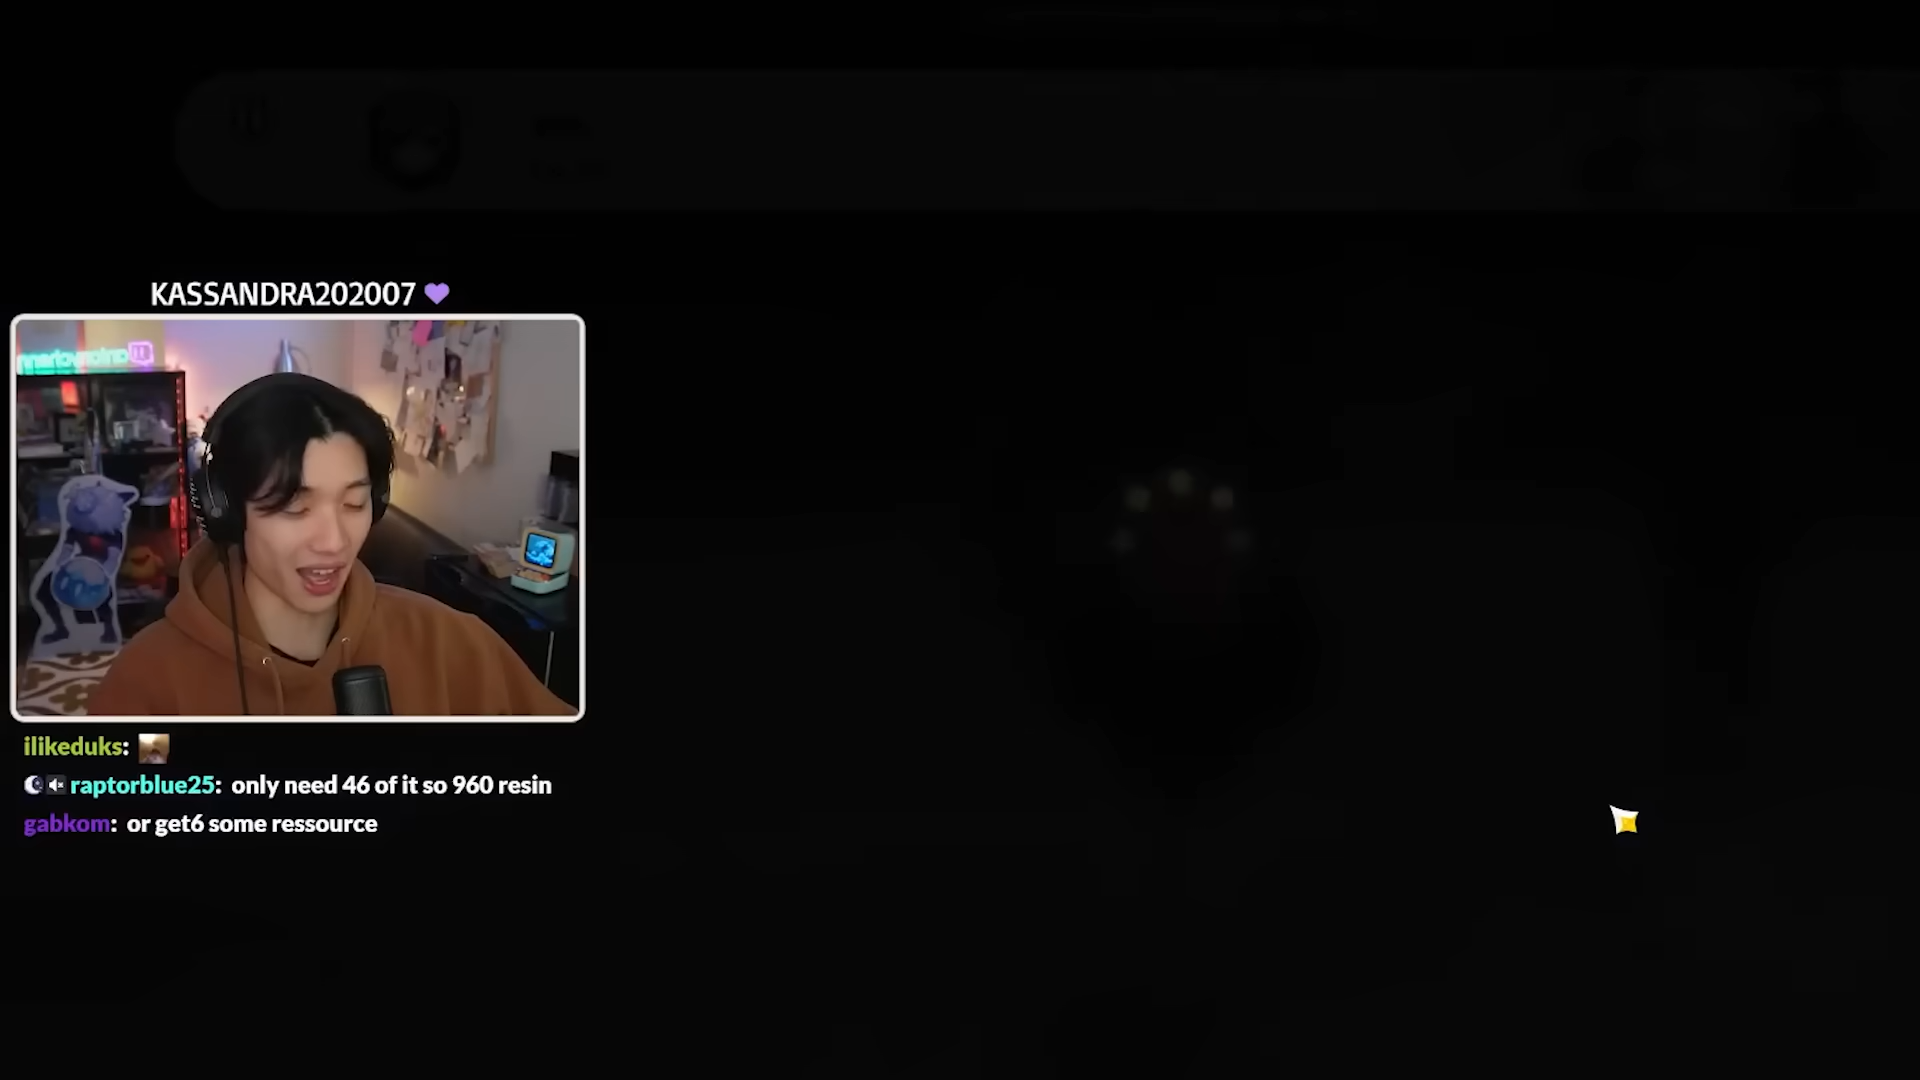 KASSANDRA202007 💜
ilikeduks:
raptorblue25: only need 46 of it so 960 resin
gabkom: or get6 some ressource